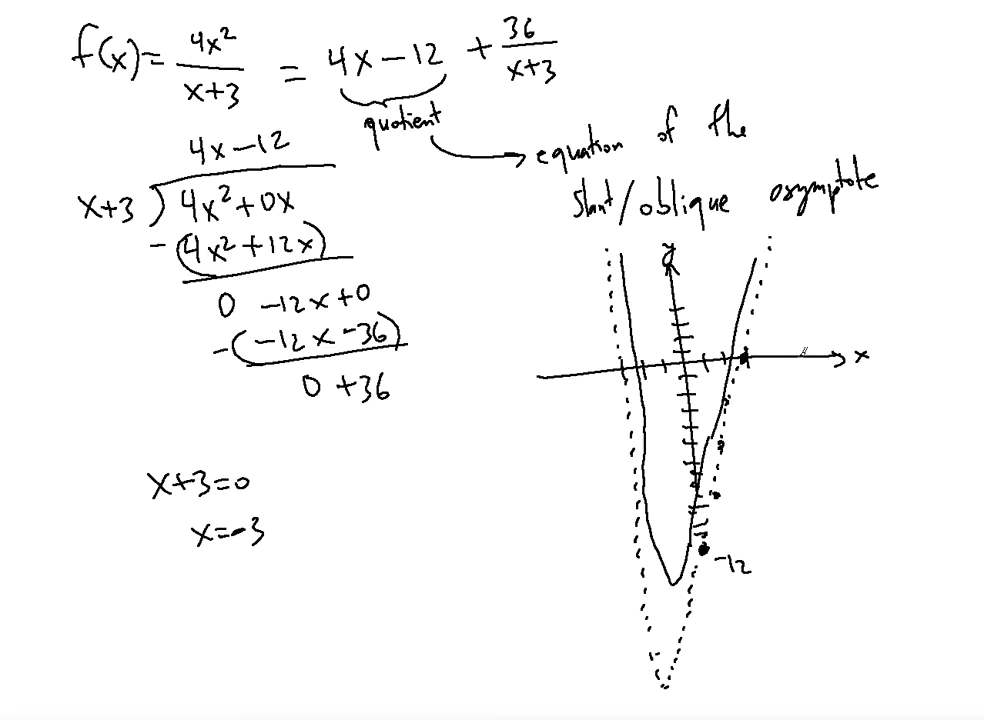 f(x) = 4x² / x+3 = 4x − 12 + 36 / x+3
quotient
equation of the
slant/oblique asymptote
4x − 12
x+3 ) 4x² + 0x
− (4x² + 12x)
0 −12x + 0
−(−12x − 36)
0 + 36
x+3=0
x=-3
y
x
-12